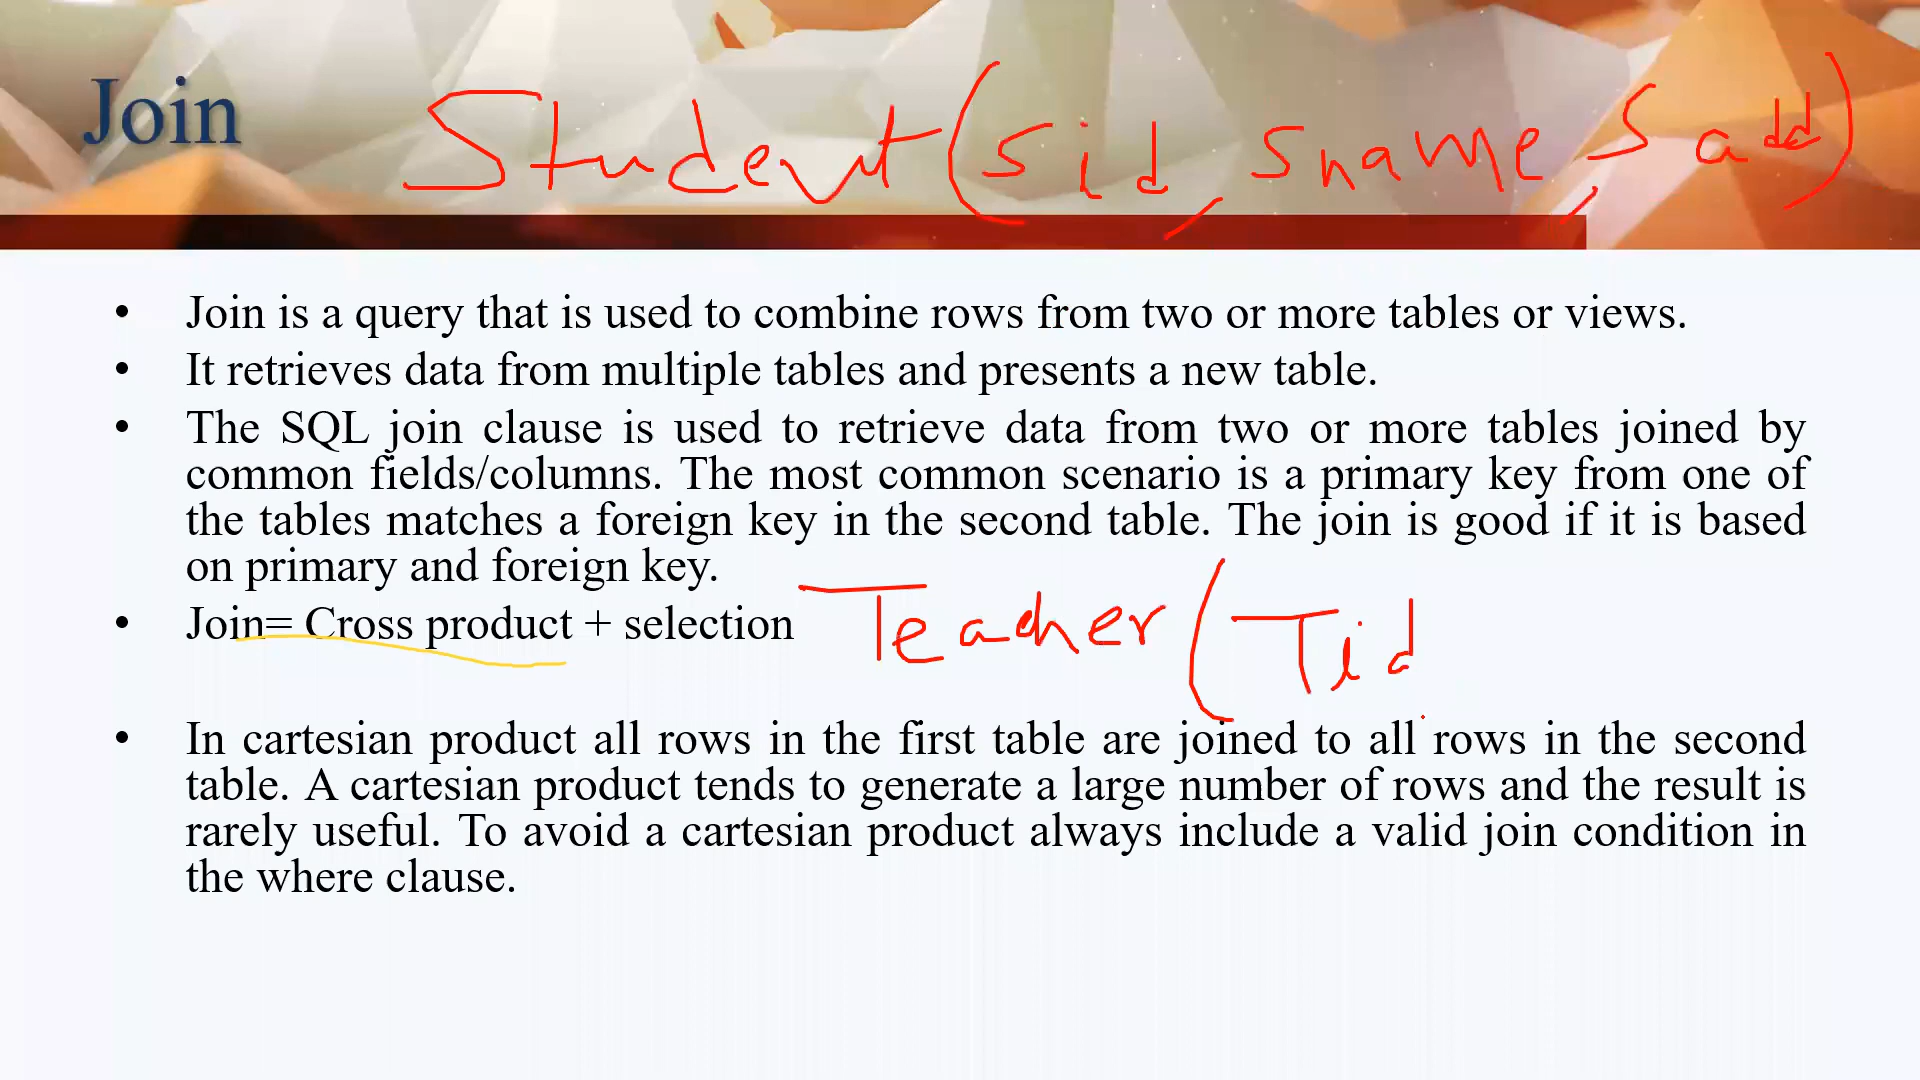 Join
Student (sid, sname, sadd)
• Join is a query that is used to combine rows from two or more tables or views.
• It retrieves data from multiple tables and presents a new table.
• The SQL join clause is used to retrieve data from two or more tables joined by
common fields/columns. The most common scenario is a primary key from one of
the tables matches a foreign key in the second table. The join is good if it is based
on primary and foreign key.
• Join= Cross product + selection
Teacher (Tid
• In cartesian product all rows in the first table are joined to all rows in the second
table. A cartesian product tends to generate a large number of rows and the result is
rarely useful. To avoid a cartesian product always include a valid join condition in
the where clause.